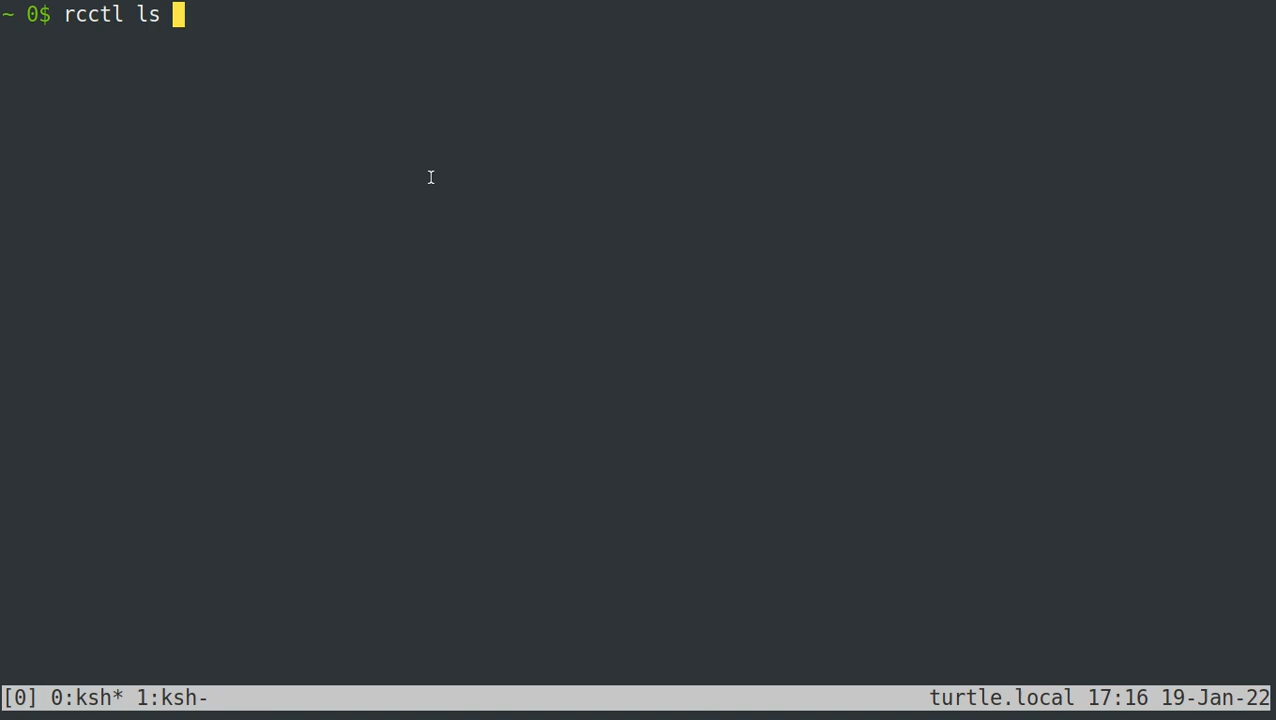 ~ 0$ rcctl ls
[0] 0:ksh* 1:ksh- turtle.local 17:16 19-Jan-22